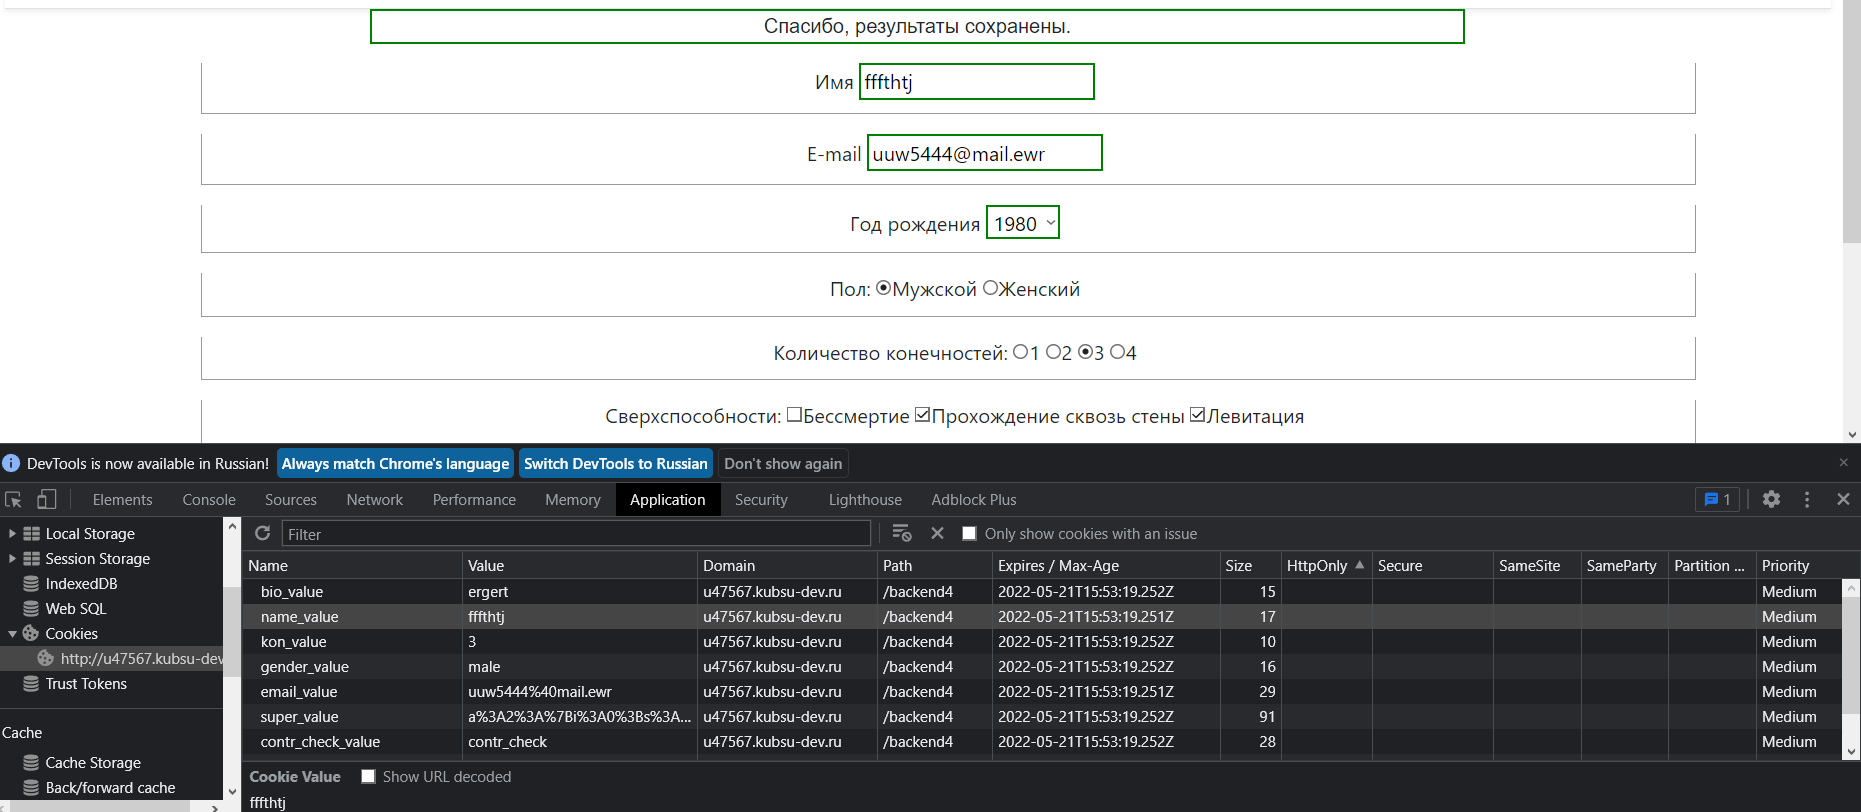 Спасибо, результаты сохранены.
Имя fffthtj
E-mail uuw5444@mail.ewr
Год рождения 1980
Пол: Мужской Женский
Количество конечностей: 1 2 3 4
Сверхспособности: Бессмертие Прохождение сквозь стены Левитация
DevTools is now available in Russian! Always match Chrome's language Switch DevTools to Russian Don't show again
Elements Console Sources Network Performance Memory Application Security Lighthouse Adblock Plus 1
Local Storage
Session Storage
IndexedDB
Web SQL
Cookies
http://u47567.kubsu-dev
Trust Tokens
Cache
Cache Storage
Back/forward cache
Filter Only show cookies with an issue
Name Value Domain Path Expires / Max-Age Size HttpOnly Secure SameSite SameParty Partition ... Priority
bio_value ergert u47567.kubsu-dev.ru /backend4 2022-05-21T15:53:19.252Z 15 Medium
name_value fffthtj u47567.kubsu-dev.ru /backend4 2022-05-21T15:53:19.251Z 17 Medium
kon_value 3 u47567.kubsu-dev.ru /backend4 2022-05-21T15:53:19.252Z 10 Medium
gender_value male u47567.kubsu-dev.ru /backend4 2022-05-21T15:53:19.252Z 16 Medium
email_value uuw5444%40mail.ewr u47567.kubsu-dev.ru /backend4 2022-05-21T15:53:19.251Z 29 Medium
super_value a%3A2%3A%7Bi%3A0%3Bs%3A... u47567.kubsu-dev.ru /backend4 2022-05-21T15:53:19.252Z 91 Medium
contr_check_value contr_check u47567.kubsu-dev.ru /backend4 2022-05-21T15:53:19.252Z 28 Medium
Cookie Value Show URL decoded
fffthtj